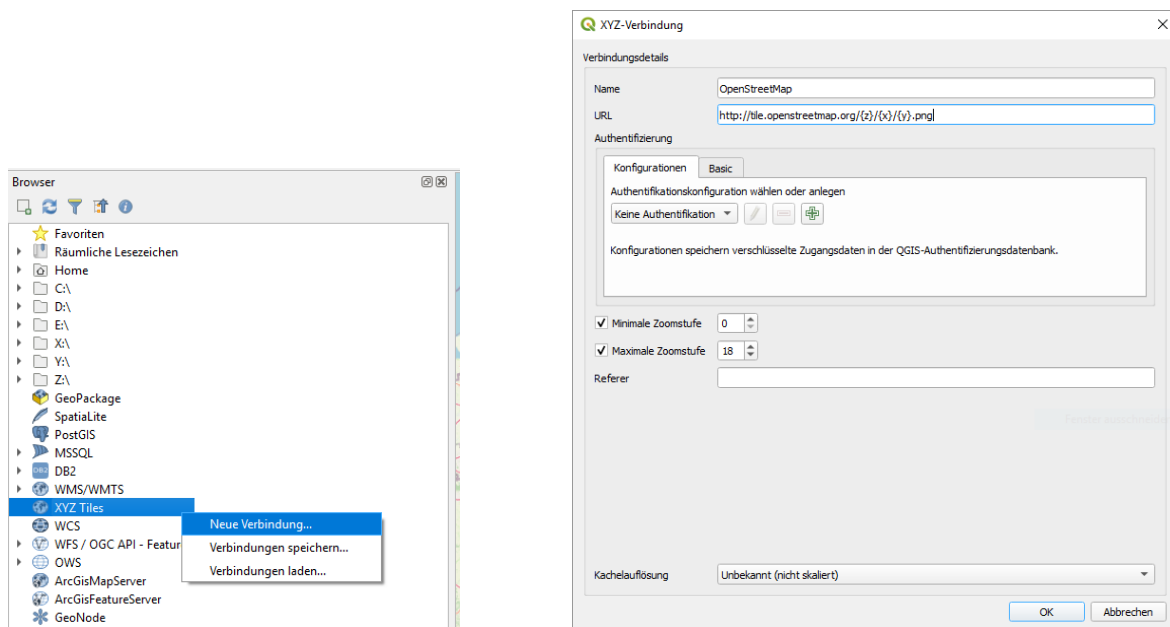 Browser
Favoriten
Räumliche Lesezeichen
Home
C:\
D:\
E:\
X:\
Y:\
Z:\
GeoPackage
SpatiaLite
PostGIS
MSSQL
DB2
WMS/WMTS
XYZ Tiles
WCS
WFS / OGC API - Featur
OWS
ArcGisMapServer
ArcGisFeatureServer
GeoNode
Neue Verbindung...
Verbindungen speichern...
Verbindungen laden...
XYZ-Verbindung
Verbindungsdetails
Name OpenStreetMap
URL http://tile.openstreetmap.org/{z}/{x}/{y}.png
Authentifizierung
Konfigurationen Basic
Authentifikationskonfiguration wählen oder anlegen
Keine Authentifikation
Konfigurationen speichern verschlüsselte Zugangsdaten in der QGIS-Authentifizierungsdatenbank.
Minimale Zoomstufe 0
Maximale Zoomstufe 18
Referer
Kachelauflösung Unbekannt (nicht skaliert)
OK Abbrechen